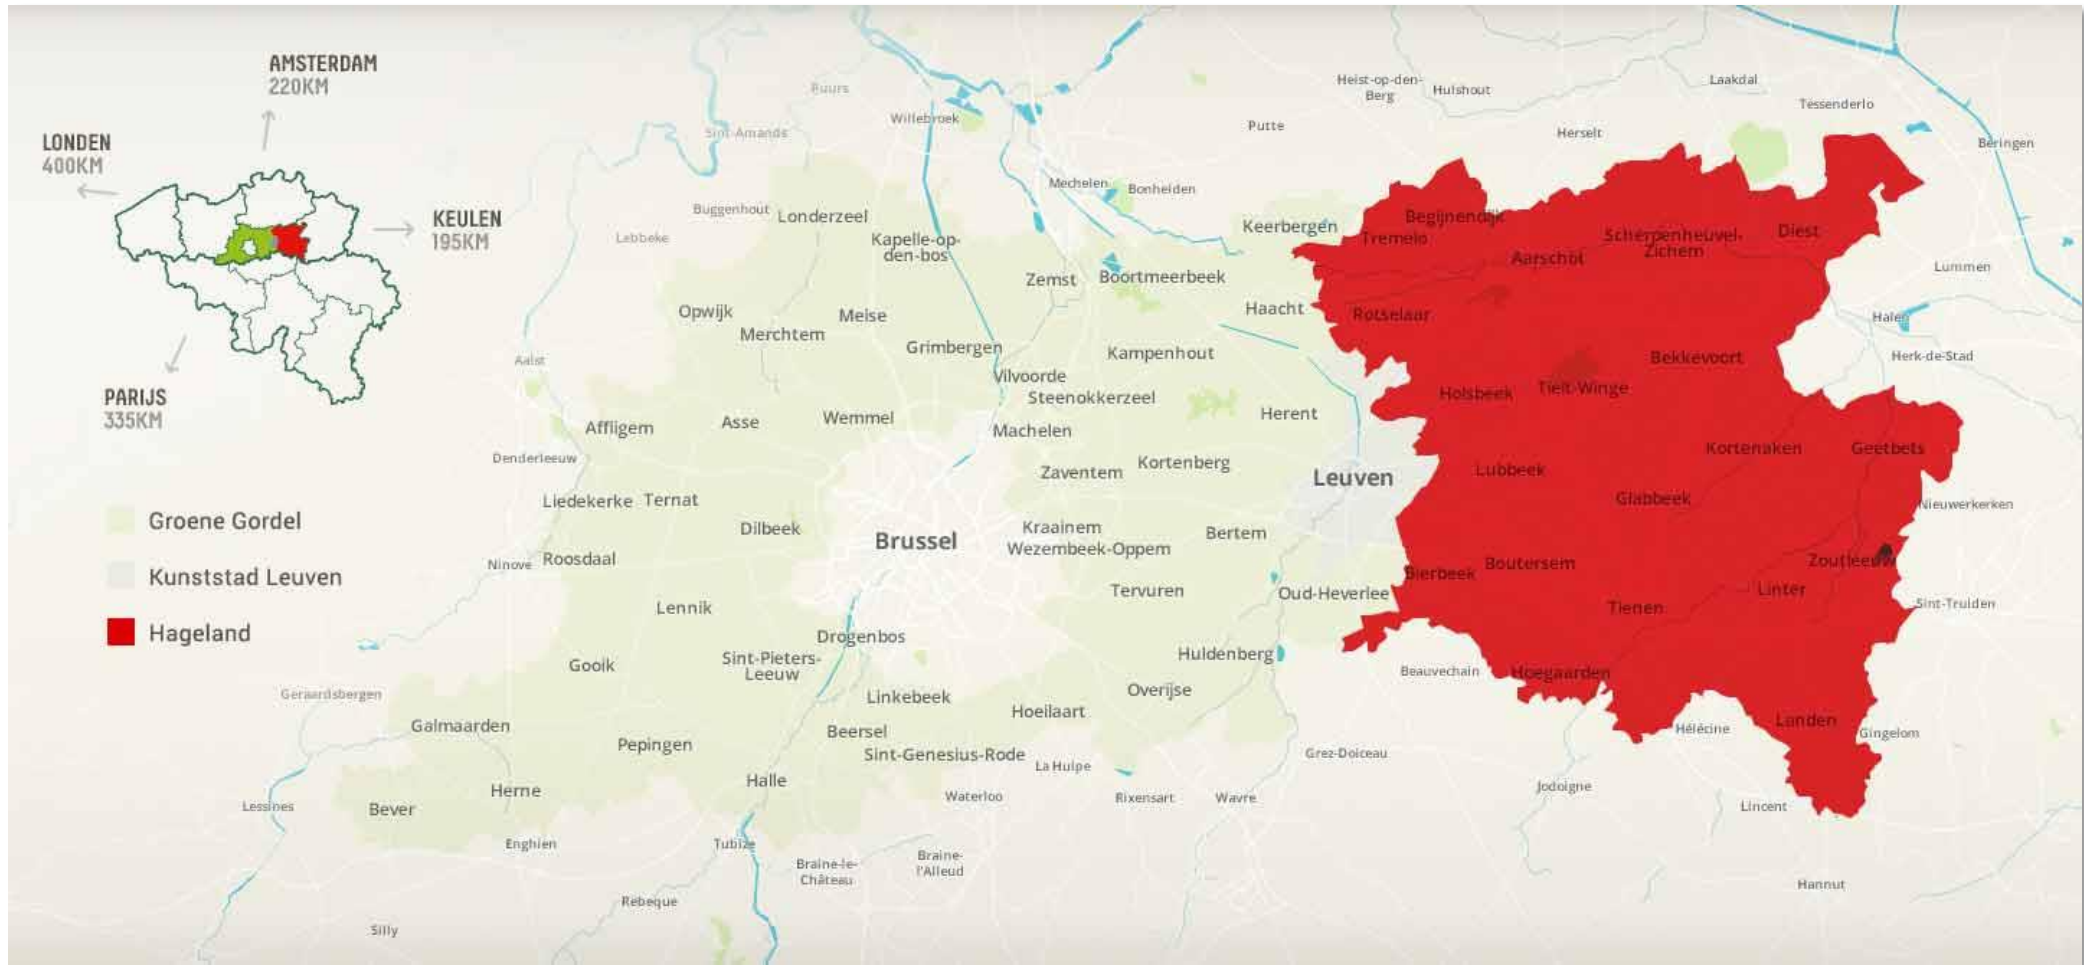 AMSTERDAM
220KM
LONDEN
400KM
KEULEN
195KM
PARIJS
335KM
Groene Gordel
Kunststad Leuven
Hageland
Puurs
Willebroek
Sint-Amands
Heist-op-den-
Berg
Hulshout
Laakdal
Tessenderlo
Putte
Herselt
Beringen
Mechelen
Bonheiden
Buggenhout
Londerzeel
Lebbeke
Kapelle-op-
den-bos
Keerbergen
Begijnendijk
Tremelo
Aarschot
Scherpenheuvel-
Zichem
Diest
Zemst
Boortmeerbeek
Lummen
Opwijk
Merchtem
Meise
Haacht
Rotselaar
Halen
Grimbergen
Kampenhout
Bekkevoort
Herk-de-Stad
Aalst
Vilvoorde
Steenokkerzeel
Holsbeek
Tielt-Winge
Affligem
Asse
Wemmel
Machelen
Herent
Kortenaken
Geetbets
Denderleeuw
Zaventem
Kortenberg
Leuven
Lubbeek
Glabbeek
Nieuwerkerken
Liedekerke
Ternat
Dilbeek
Brussel
Kraainem
Wezembeek-Oppem
Bertem
Ninove
Roosdaal
Bierbeek
Boutersem
Zoutleeuw
Tervuren
Oud-Heverlee
Linter
Lennik
Tienen
Sint-Truiden
Drogenbos
Gooik
Sint-Pieters-
Leeuw
Huldenberg
Beauvechain
Hoegaarden
Geraardsbergen
Linkebeek
Overijse
Galmaarden
Hoeilaart
Landen
Pepingen
Beersel
Hélécine
Gingelom
Sint-Genesius-Rode
La Hulpe
Grez-Doiceau
Halle
Herne
Jodoigne
Lessines
Bever
Waterloo
Rixensart
Wavre
Lincent
Enghien
Tubize
Braine-le-
Château
Braine-
l'Alleud
Hannut
Rebeque
Silly